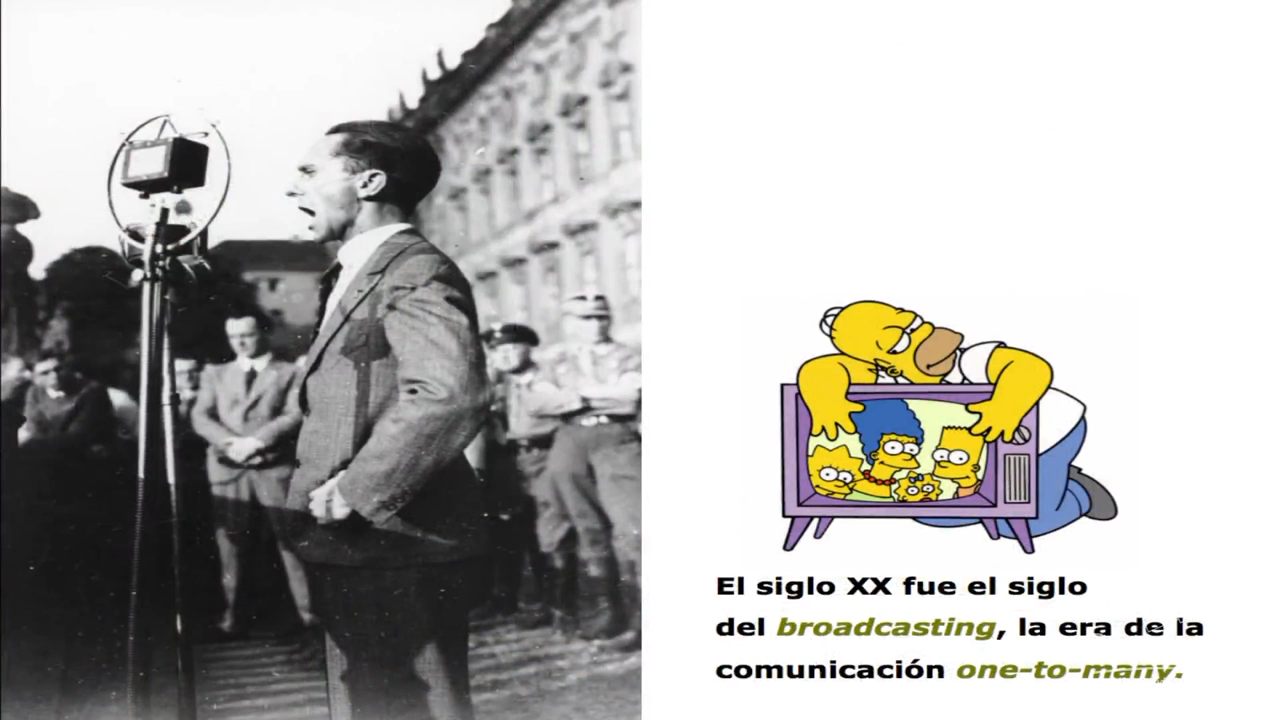 El siglo XX fue el siglo
del broadcasting, la era de la
comunicación one-to-many.